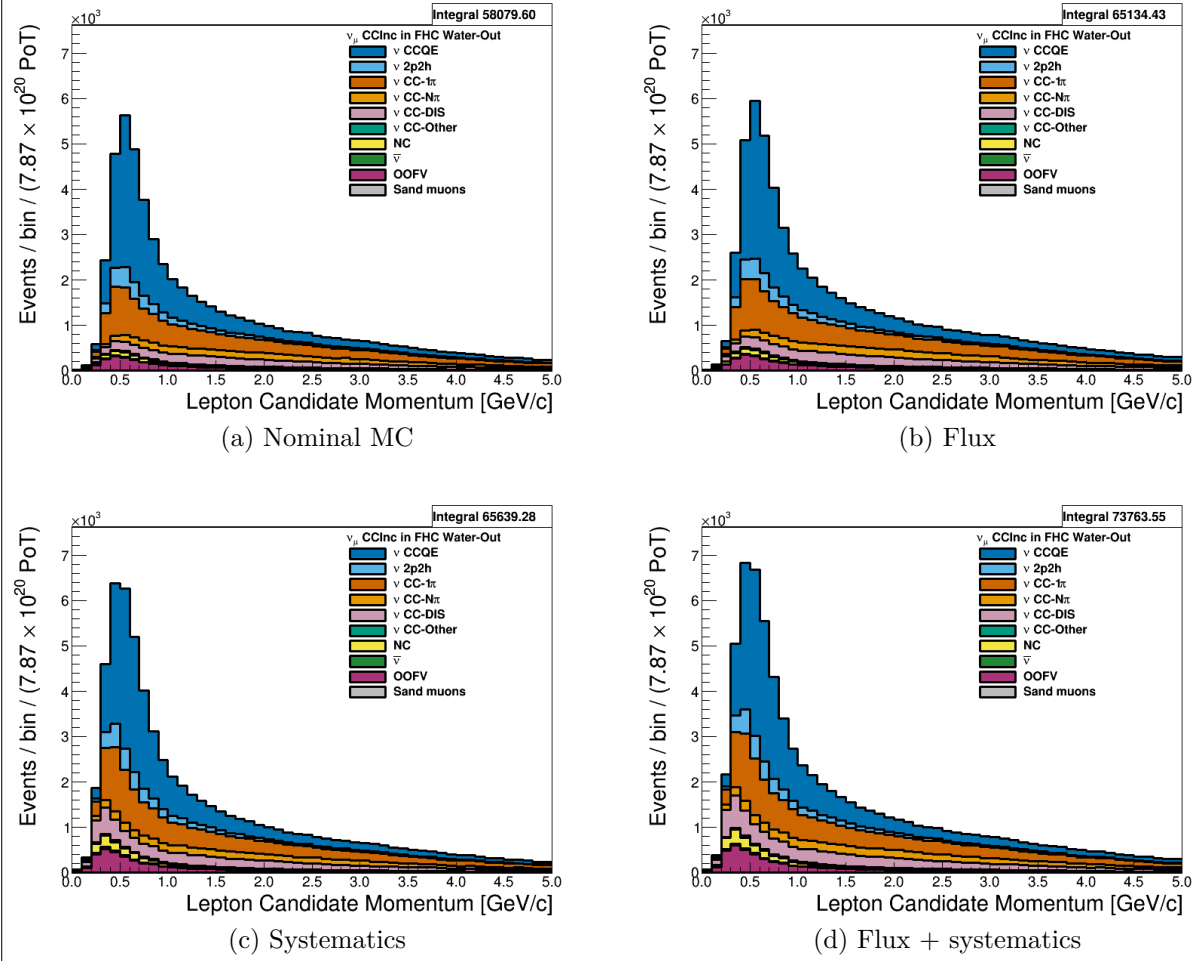 ×10³
Integral 58079.60
Events / bin / (7.87 × 10²⁰ PoT)
7
6
5
4
3
2
1
0
ν_μ CCInc in FHC Water-Out
ν CCQE
ν 2p2h
ν CC-1π
ν CC-Nπ
ν CC-DIS
ν CC-Other
NC
ν̅
OOFV
Sand muons
0.0 0.5 1.0 1.5 2.0 2.5 3.0 3.5 4.0 4.5 5.0
Lepton Candidate Momentum [GeV/c]
(a) Nominal MC
×10³
Integral 65134.43
Events / bin / (7.87 × 10²⁰ PoT)
7
6
5
4
3
2
1
0
ν_μ CCInc in FHC Water-Out
ν CCQE
ν 2p2h
ν CC-1π
ν CC-Nπ
ν CC-DIS
ν CC-Other
NC
ν̅
OOFV
Sand muons
0.0 0.5 1.0 1.5 2.0 2.5 3.0 3.5 4.0 4.5 5.0
Lepton Candidate Momentum [GeV/c]
(b) Flux
×10³
Integral 65639.28
Events / bin / (7.87 × 10²⁰ PoT)
7
6
5
4
3
2
1
0
ν_μ CCInc in FHC Water-Out
ν CCQE
ν 2p2h
ν CC-1π
ν CC-Nπ
ν CC-DIS
ν CC-Other
NC
ν̅
OOFV
Sand muons
0.0 0.5 1.0 1.5 2.0 2.5 3.0 3.5 4.0 4.5 5.0
Lepton Candidate Momentum [GeV/c]
(c) Systematics
×10³
Integral 73763.55
Events / bin / (7.87 × 10²⁰ PoT)
7
6
5
4
3
2
1
0
ν_μ CCInc in FHC Water-Out
ν CCQE
ν 2p2h
ν CC-1π
ν CC-Nπ
ν CC-DIS
ν CC-Other
NC
ν̅
OOFV
Sand muons
0.0 0.5 1.0 1.5 2.0 2.5 3.0 3.5 4.0 4.5 5.0
Lepton Candidate Momentum [GeV/c]
(d) Flux + systematics